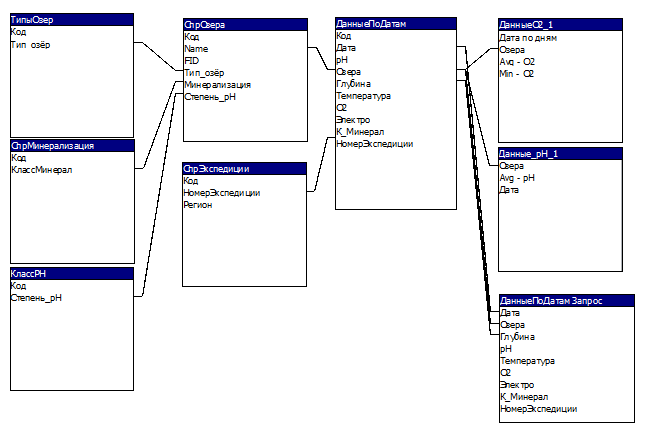 ТипыОзер
Код
Тип_озёр
СпрМинерализация
Код
КлассМинерал
КлассPH
Код
Степень_pH
СпрОзера
Код
Name
FID
Тип_озёр
Минерализация
Степень_pH
СпрЭкспедиции
Код
НомерЭкспедиции
Регион
ДанныеПоДатам
Код
Дата
pH
Озера
Глубина
Температура
O2
Электро
К_Минерал
НомерЭкспедиции
ДанныеO2_1
Дата по дням
Озера
Avg - O2
Min - O2
Данные_pH_1
Озера
Avg - pH
Дата
ДанныеПоДатам Запрос
Дата
Озера
Глубина
pH
Температура
O2
Электро
К_Минерал
НомерЭкспедиции